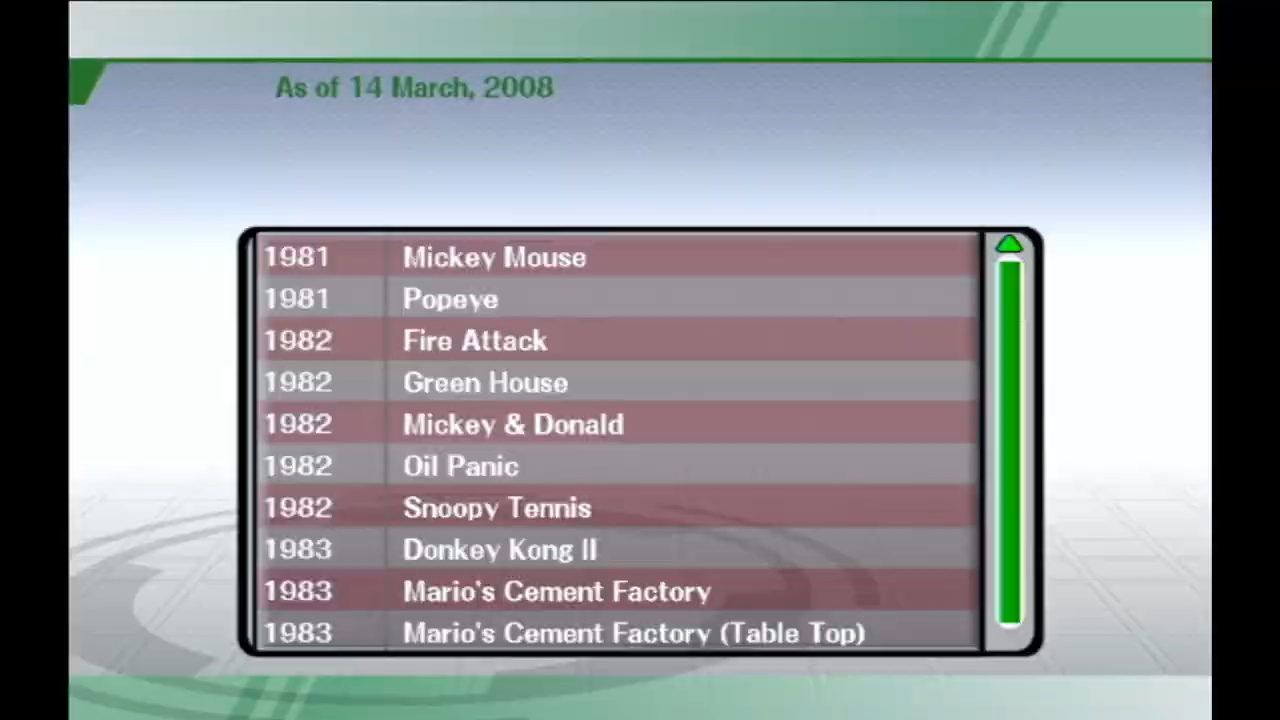 As of 14 March, 2008
1981 Mickey Mouse
1981 Popeye
1982 Fire Attack
1982 Green House
1982 Mickey & Donald
1982 Oil Panic
1982 Snoopy Tennis
1983 Donkey Kong II
1983 Mario's Cement Factory
1983 Mario's Cement Factory (Table Top)